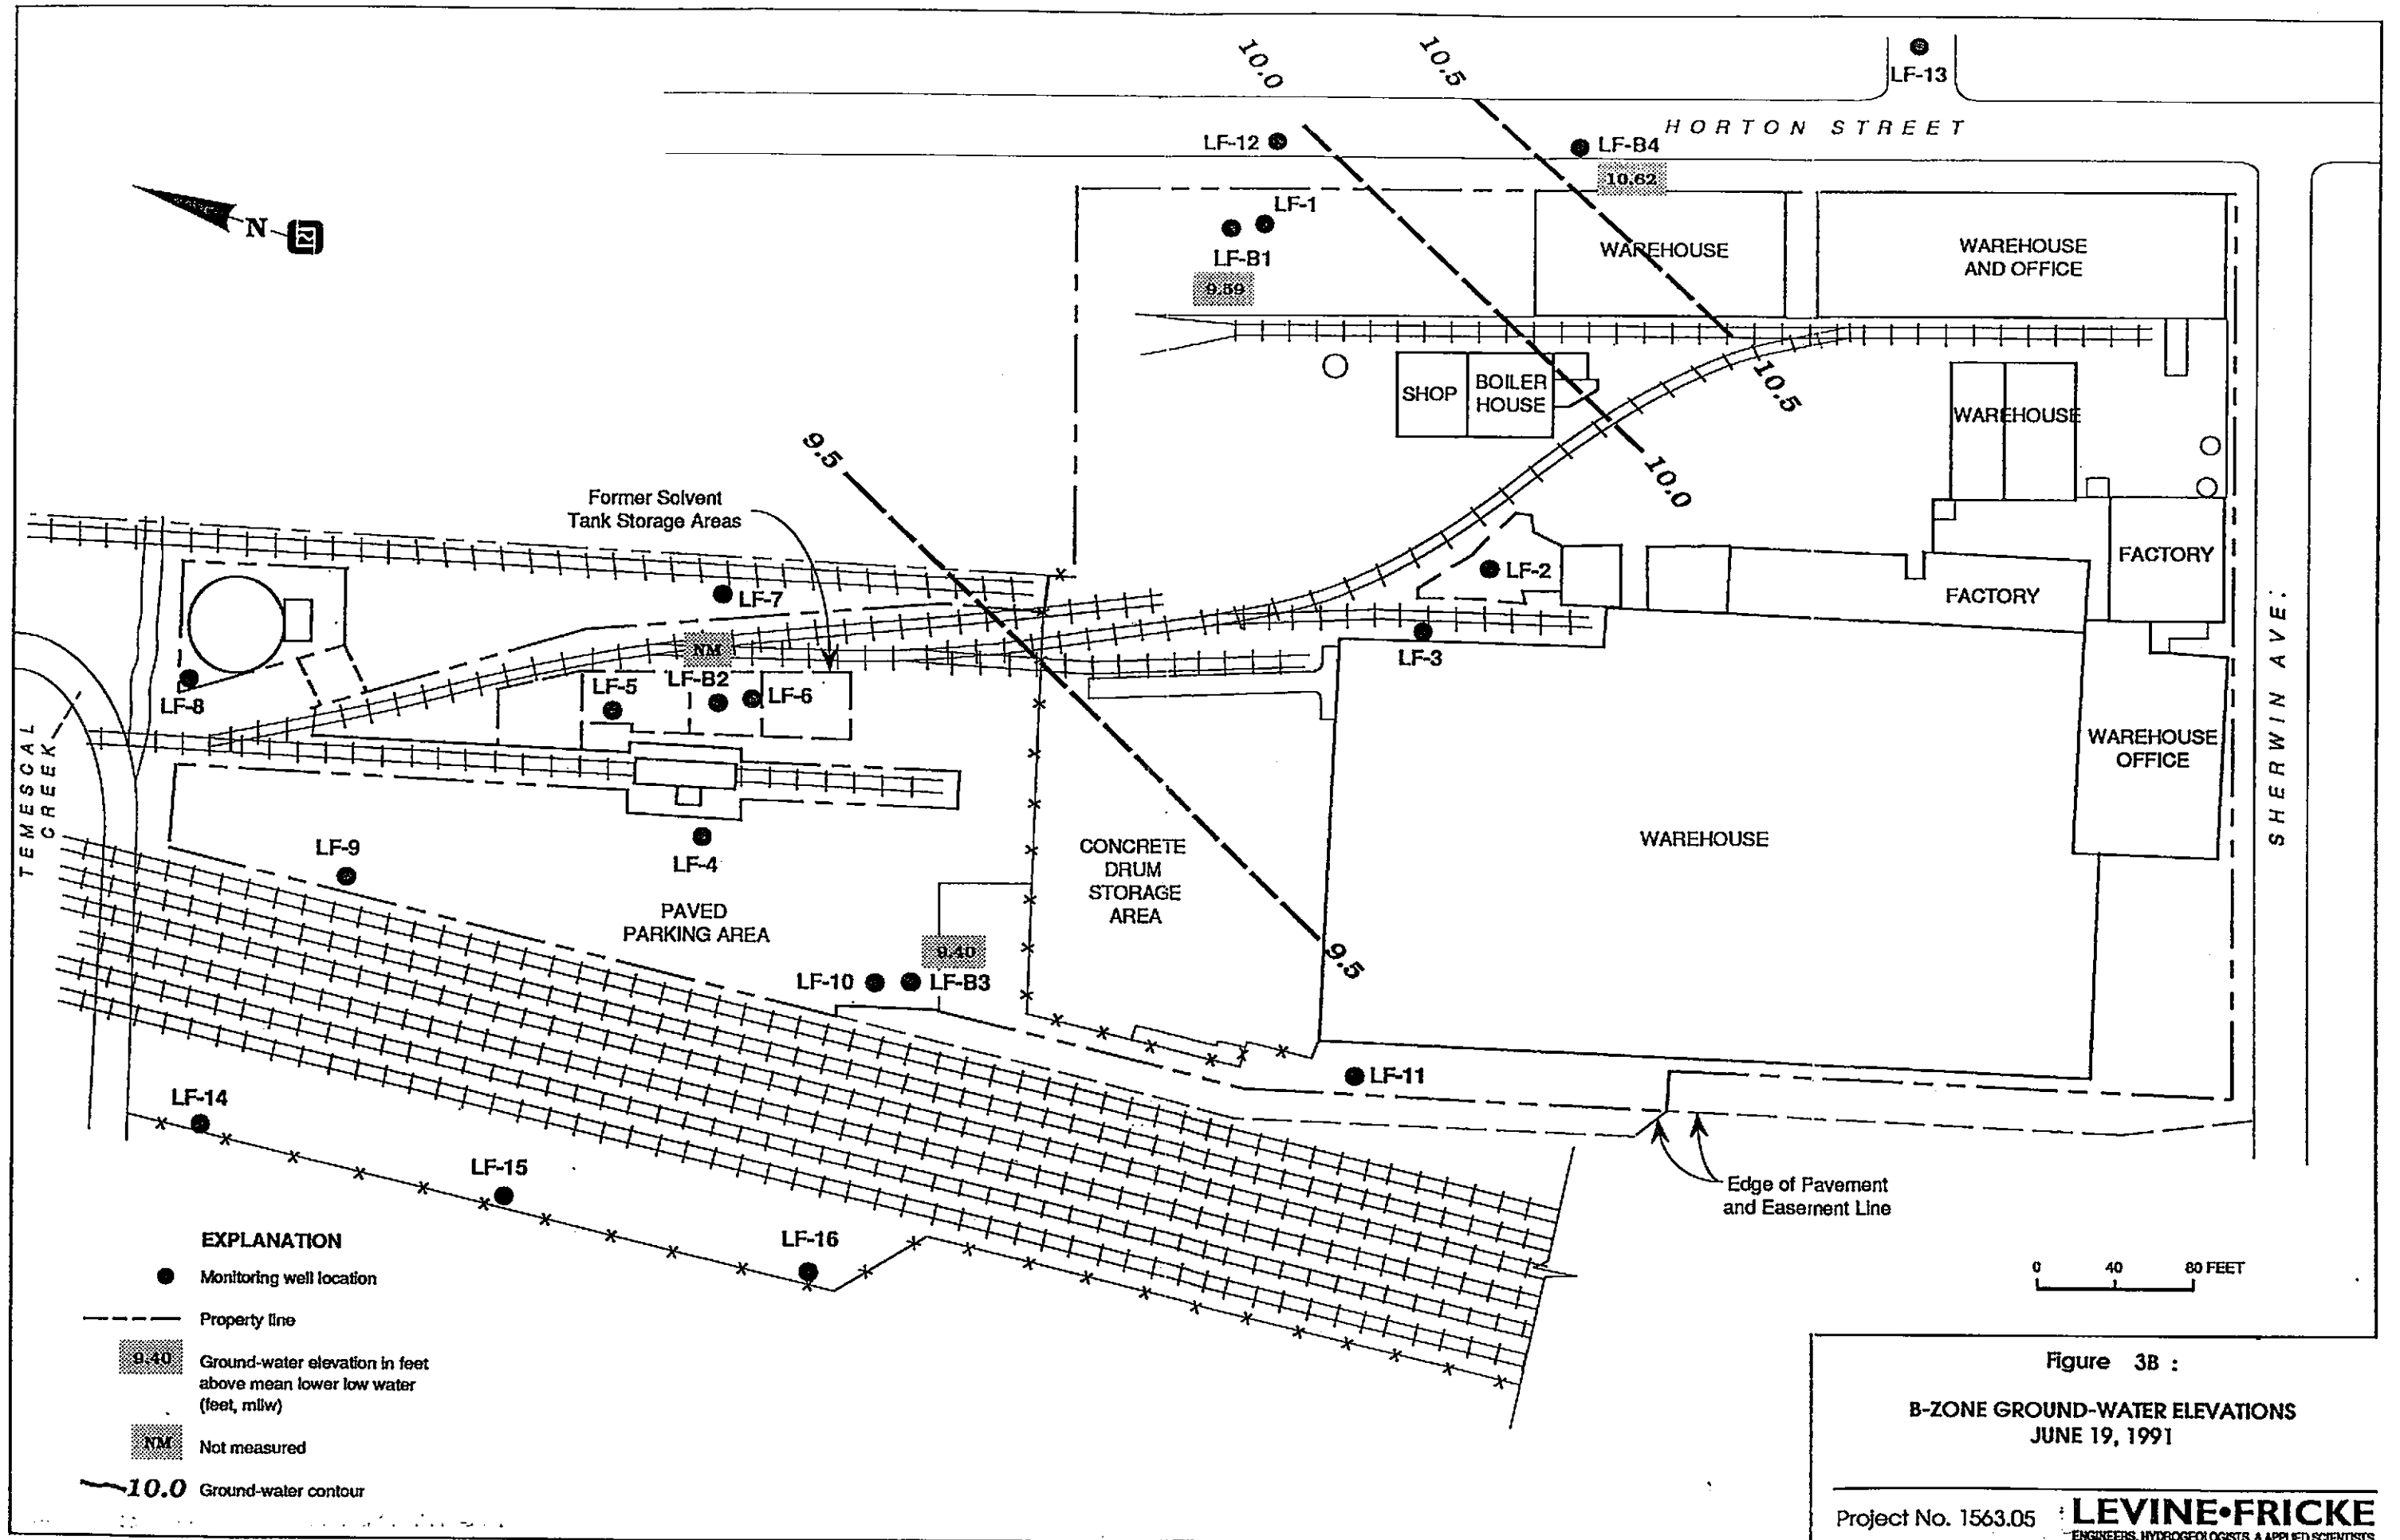 10.0
10.5
LF-13
HORTON STREET
LF-12
LF-B4
10.62
LF-1
LF-B1
9.59
N
WAREHOUSE
WAREHOUSE
AND OFFICE
SHOP
BOILER
HOUSE
10.5
WAREHOUSE
10.0
9.5
Former Solvent
Tank Storage Areas
LF-7
LF-2
FACTORY
FACTORY
NM
LF-3
LF-5
LF-B2
LF-6
LF-8
TEMESCAL
CREEK
SHERWIN AVE.
WAREHOUSE
OFFICE
LF-9
LF-4
CONCRETE
DRUM
STORAGE
AREA
WAREHOUSE
PAVED
PARKING AREA
9.40
9.5
LF-10
LF-B3
LF-11
LF-14
LF-15
LF-16
Edge of Pavement
and Easement Line
EXPLANATION
Monitoring well location
Property line
9.40
Ground-water elevation in feet
above mean lower low water
(feet, mllw)
NM
Not measured
10.0
Ground-water contour
0 40 80 FEET
Figure 3B :
B-ZONE GROUND-WATER ELEVATIONS
JUNE 19, 1991
Project No. 1563.05
LEVINE•FRICKE
ENGINEERS, HYDROGEOLOGISTS, & APPLIED SCIENTISTS